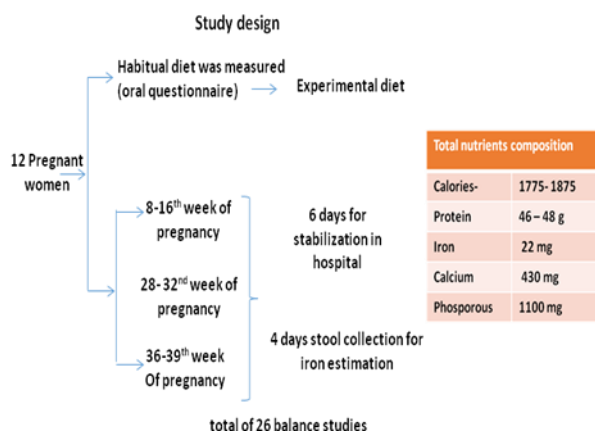 Study design
Habitual diet was measured
(oral questionnaire)
Experimental diet
12 Pregnant
women
8-16th week of
pregnancy
28- 32nd week of
pregnancy
36-39th week
Of pregnancy
6 days for
stabilization in
hospital
4 days stool collection for
iron estimation
total of 26 balance studies
Total nutrients composition
Calories- 1775- 1875
Protein 46 – 48 g
Iron 22 mg
Calcium 430 mg
Phosporous 1100 mg